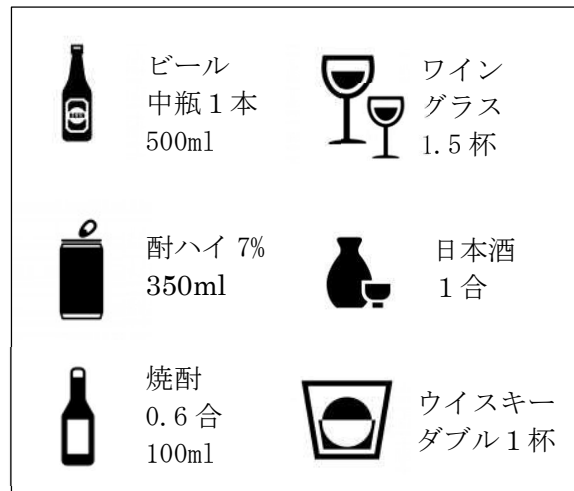 ビール
中瓶１本
500ml
ワイン
グラス
1.5 杯
酎ハイ 7%
350ml
日本酒
１合
焼酎
0.6 合
100ml
ウイスキー
ダブル１杯